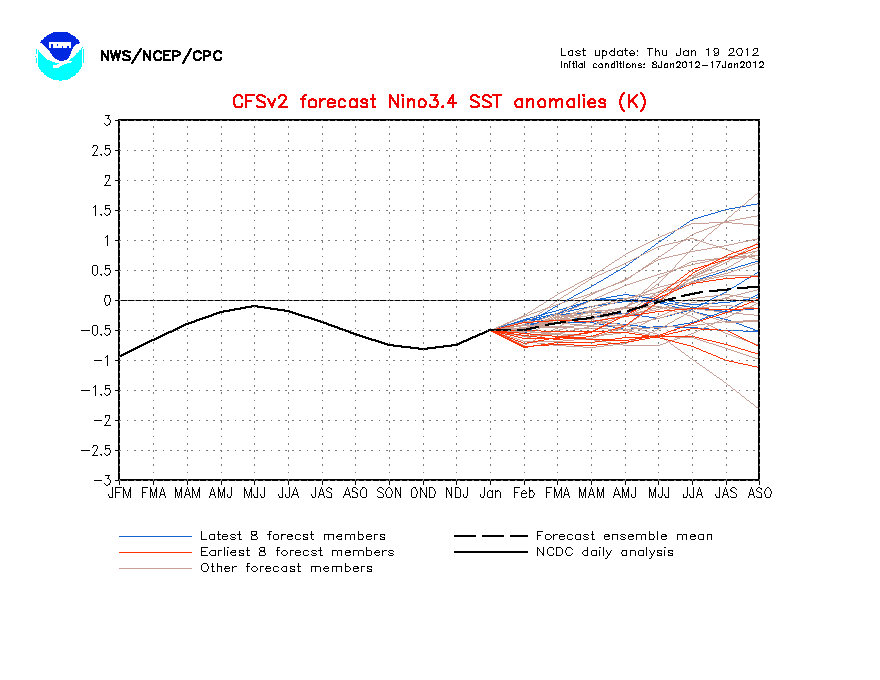 NOAA
NWS/NCEP/CPC
Last update: Thu Jan 19 2012
Initial conditions: 8Jan2012-17Jan2012
CFSv2 forecast Nino3.4 SST anomalies (K)
3
2.5
2
1.5
1
0.5
0
-0.5
-1
-1.5
-2
-2.5
-3
JFM FMA MAM AMJ MJJ JJA JAS ASO SON OND NDJ Jan Feb FMA MAM AMJ MJJ JJA JAS ASO
Latest 8 forecst members
Earliest 8 forecst members
Other forecast members
Forecast ensemble mean
NCDC daily analysis